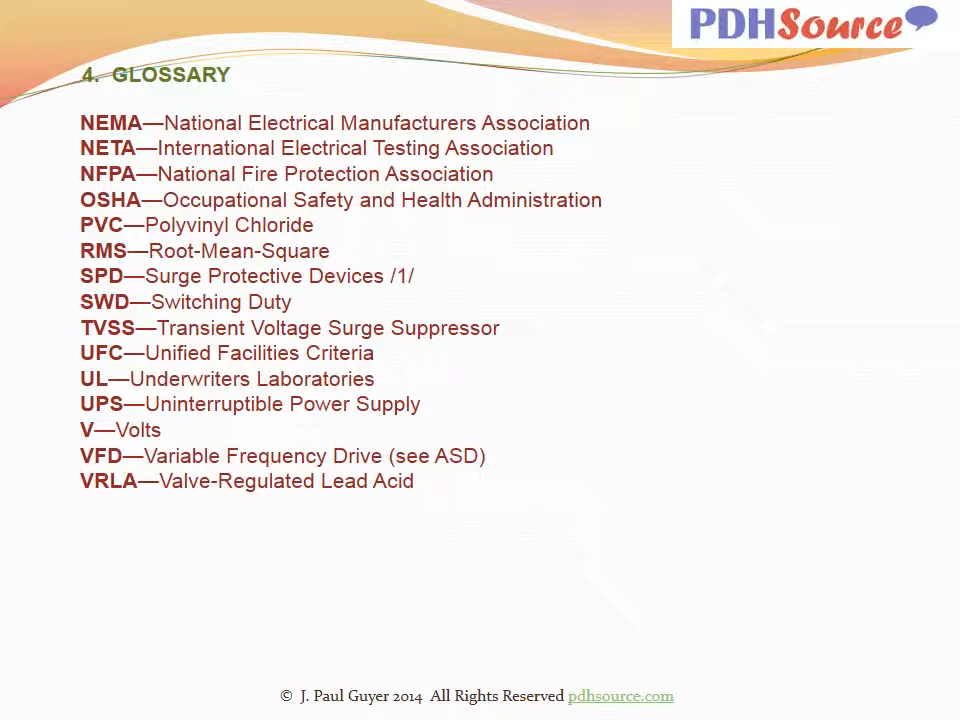 PDHSource
4. GLOSSARY
NEMA—National Electrical Manufacturers Association
NETA—International Electrical Testing Association
NFPA—National Fire Protection Association
OSHA—Occupational Safety and Health Administration
PVC—Polyvinyl Chloride
RMS—Root-Mean-Square
SPD—Surge Protective Devices /1/
SWD—Switching Duty
TVSS—Transient Voltage Surge Suppressor
UFC—Unified Facilities Criteria
UL—Underwriters Laboratories
UPS—Uninterruptible Power Supply
V—Volts
VFD—Variable Frequency Drive (see ASD)
VRLA—Valve-Regulated Lead Acid
© J. Paul Guyer 2014 All Rights Reserved pdhsource.com